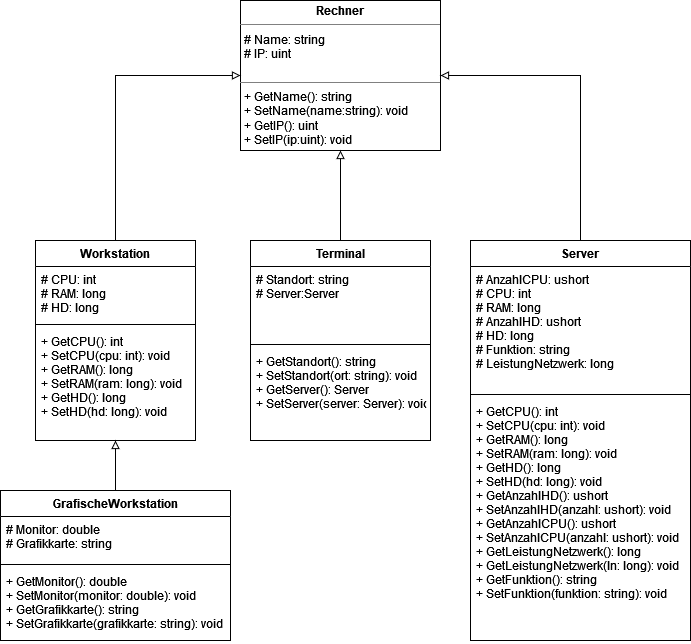 Rechner
# Name: string
# IP: uint
+ GetName(): string
+ SetName(name:string): void
+ GetIP(): uint
+ SetIP(ip:uint): void
Workstation
# CPU: int
# RAM: long
# HD: long
+ GetCPU(): int
+ SetCPU(cpu: int): void
+ GetRAM(): long
+ SetRAM(ram: long): void
+ GetHD(): long
+ SetHD(hd: long): void
Terminal
# Standort: string
# Server:Server
+ GetStandort(): string
+ SetStandort(ort: string): void
+ GetServer(): Server
+ SetServer(server: Server): void
Server
# AnzahlCPU: ushort
# CPU: int
# RAM: long
# AnzahlHD: ushort
# HD: long
# Funktion: string
# LeistungNetzwerk: long
+ GetCPU(): int
+ SetCPU(cpu: int): void
+ GetRAM(): long
+ SetRAM(ram: long): void
+ GetHD(): long
+ SetHD(hd: long): void
+ GetAnzahlHD(): ushort
+ SetAnzahlHD(anzahl: ushort): void
+ GetAnzahlCPU(): ushort
+ SetAnzahlCPU(anzahl: ushort): void
+ GetLeistungNetzwerk(): long
+ GetLeistungNetzwerk(ln: long): void
+ GetFunktion(): string
+ SetFunktion(funktion: string): void
GrafischeWorkstation
# Monitor: double
# Grafikkarte: string
+ GetMonitor(): double
+ SetMonitor(monitor: double): void
+ GetGrafikkarte(): string
+ SetGrafikkarte(grafikkarte: string): void